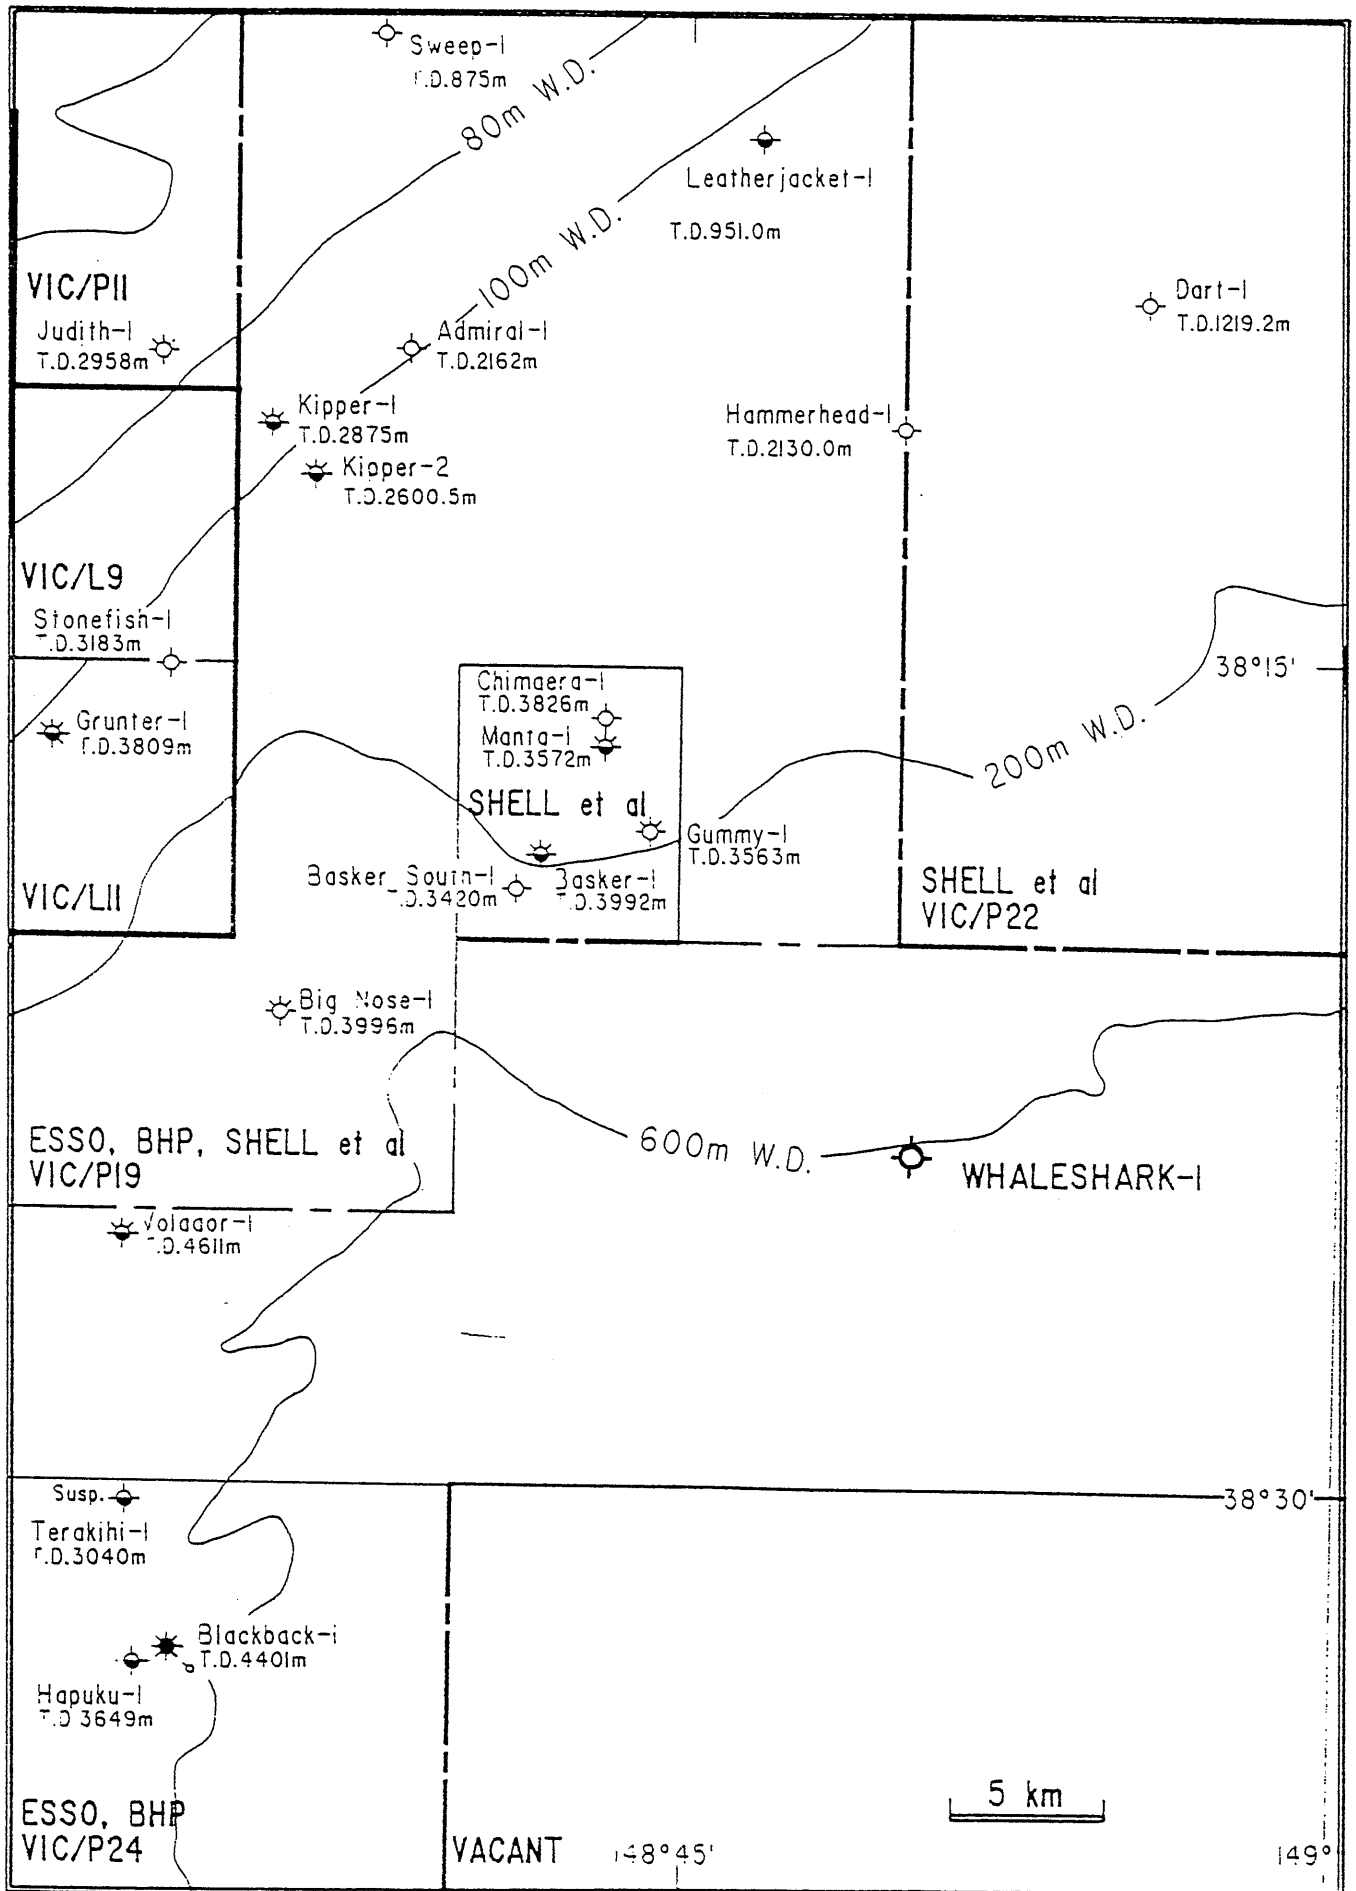 Sweep-1
T.D.875m
80m W.D.
Leatherjacket-1
T.D.951.0m
100m W.D.
VIC/P11
Judith-1
T.D.2958m
Admiral-1
T.D.2162m
Dart-1
T.D.1219.2m
Kipper-1
T.D.2875m
Kipper-2
T.D.2600.5m
Hammerhead-1
T.D.2130.0m
VIC/L9
Stonefish-1
T.D.3183m
38°15'
Chimaera-1
T.D.3826m
Manta-1
T.D.3572m
Grunter-1
T.D.3809m
200m W.D.
SHELL et al
Gummy-1
T.D.3563m
Basker South-1
T.D.3420m
Basker-1
T.D.3992m
VIC/L11
SHELL et al
VIC/P22
Big Nose-1
T.D.3996m
ESSO, BHP, SHELL et al
VIC/P19
600m W.D.
WHALESHARK-1
Volador-1
T.D.4611m
Susp.
38°30'
Terakihi-1
T.D.3040m
Blackback-1
T.D.4401m
Hapuku-1
T.D 3649m
5 km
ESSO, BHP
VIC/P24
VACANT
148°45'
149°